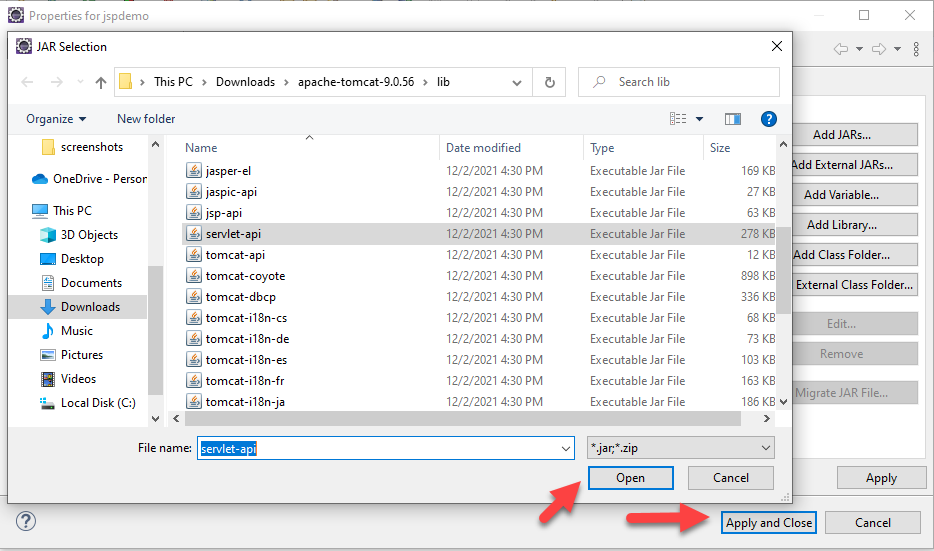 Properties for jspdemo
JAR Selection
This PC > Downloads > apache-tomcat-9.0.56 > lib
Search lib
Organize
New folder
Name Date modified Type Size
screenshots
OneDrive - Person
This PC
3D Objects
Desktop
Documents
Downloads
Music
Pictures
Videos
Local Disk (C:)
jasper-el 12/2/2021 4:30 PM Executable Jar File 169 KB
jaspic-api 12/2/2021 4:30 PM Executable Jar File 27 KB
jsp-api 12/2/2021 4:30 PM Executable Jar File 63 KB
servlet-api 12/2/2021 4:30 PM Executable Jar File 278 KB
tomcat-api 12/2/2021 4:30 PM Executable Jar File 12 KB
tomcat-coyote 12/2/2021 4:30 PM Executable Jar File 898 KB
tomcat-dbcp 12/2/2021 4:30 PM Executable Jar File 336 KB
tomcat-i18n-cs 12/2/2021 4:30 PM Executable Jar File 68 KB
tomcat-i18n-de 12/2/2021 4:30 PM Executable Jar File 73 KB
tomcat-i18n-es 12/2/2021 4:30 PM Executable Jar File 103 KB
tomcat-i18n-fr 12/2/2021 4:30 PM Executable Jar File 163 KB
tomcat-i18n-ja 12/2/2021 4:30 PM Executable Jar File 186 KB
File name: servlet-api
*.jar;*.zip
Open
Cancel
Add JARs...
Add External JARs...
Add Variable...
Add Library...
Add Class Folder...
External Class Folder...
Edit...
Remove
Migrate JAR File...
Apply
Apply and Close
Cancel